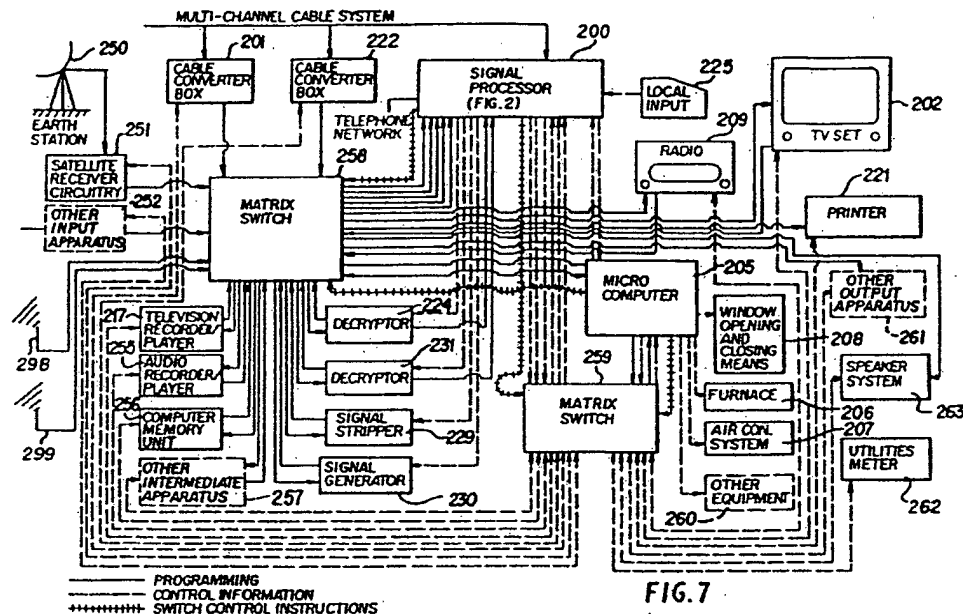 MULTI-CHANNEL CABLE SYSTEM
250
201
222
200
CABLE
CONVERTER
BOX
CABLE
CONVERTER
BOX
SIGNAL
PROCESSOR
(FIG. 2)
225
LOCAL
INPUT
202
TV SET
EARTH
STATION
251
TELEPHONE
NETWORK
209
RADIO
258
SATELLITE
RECEIVER
CIRCUITRY
252
OTHER
INPUT
APPARATUS
MATRIX
SWITCH
221
PRINTER
205
MICRO
COMPUTER
OTHER
OUTPUT
APPARATUS
261
298
217
TELEVISION
RECORDER/
PLAYER
224
DECRYPTOR
WINDOW
OPENING
AND
CLOSING
MEANS
208
255
AUDIO
RECORDER/
PLAYER
231
DECRYPTOR
259
MATRIX
SWITCH
SPEAKER
SYSTEM
263
299
256
COMPUTER
MEMORY
UNIT
SIGNAL
STRIPPER
229
FURNACE
206
AIR CON.
SYSTEM
207
UTILITIES
METER
262
OTHER
INTERMEDIATE
APPARATUS
257
SIGNAL
GENERATOR
230
OTHER
EQUIPMENT
260
PROGRAMMING
CONTROL INFORMATION
SWITCH CONTROL INSTRUCTIONS
FIG. 7